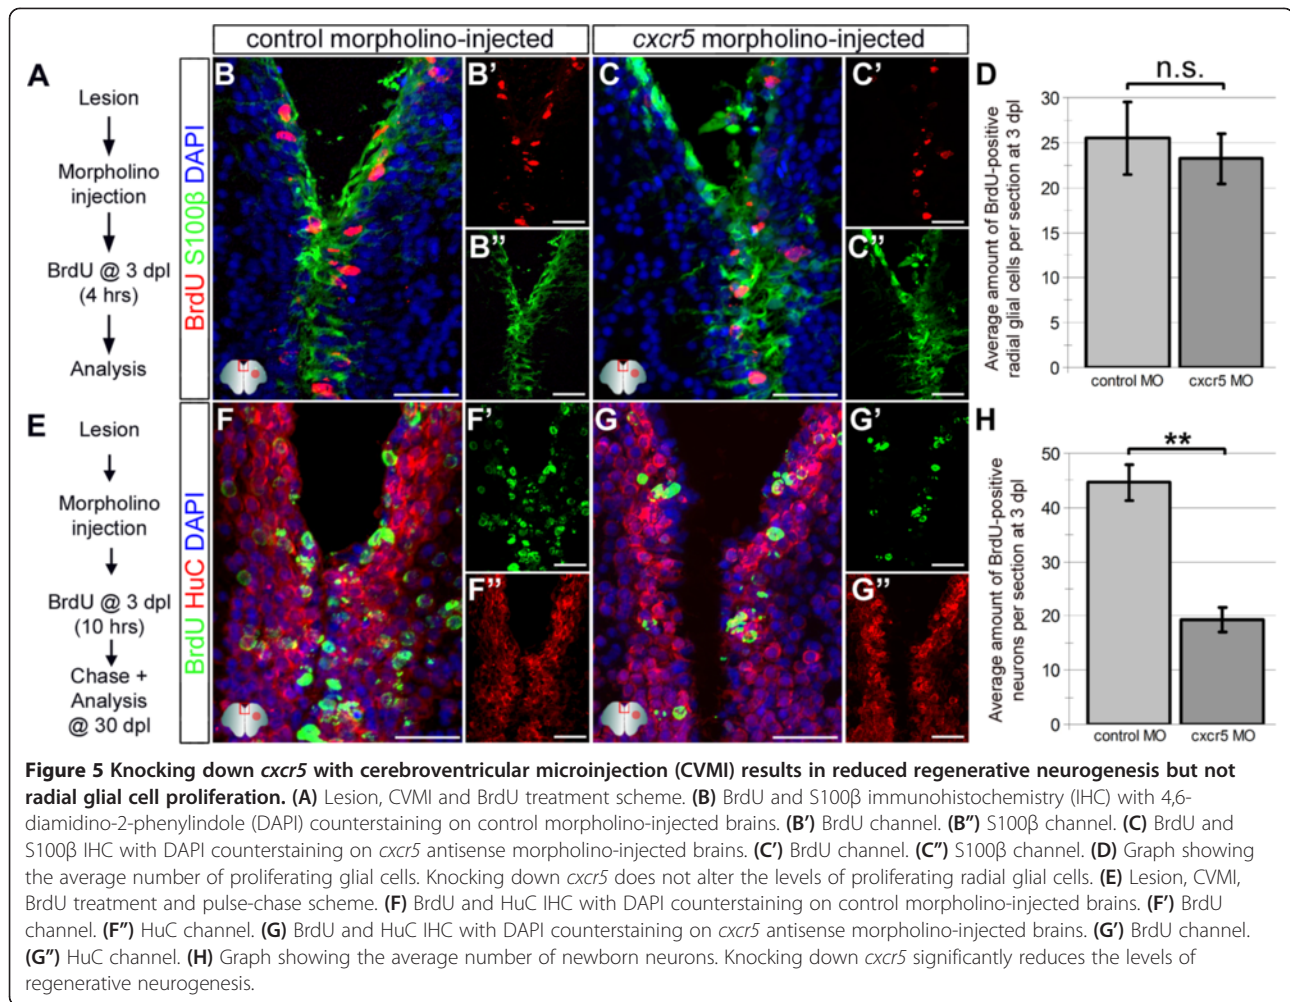 control morpholino-injected
cxcr5 morpholino-injected
A
Lesion
Morpholino
injection
BrdU @ 3 dpl
(4 hrs)
Analysis
BrdU S100β DAPI
B
B'
B"
C
C'
C"
D
n.s.
Average amount of BrdU-positive
radial glial cells per section at 3 dpl
30
25
20
15
10
5
0
control MO
cxcr5 MO
E
Lesion
Morpholino
injection
BrdU @ 3 dpl
(10 hrs)
Chase +
Analysis
@ 30 dpl
BrdU HuC DAPI
F
F'
F"
G
G'
G"
H
**
Average amount of BrdU-positive
neurons per section at 3 dpl
50
40
30
20
10
0
control MO
cxcr5 MO
Figure 5 Knocking down cxcr5 with cerebroventricular microinjection (CVMI) results in reduced regenerative neurogenesis but not
radial glial cell proliferation. (A) Lesion, CVMI and BrdU treatment scheme. (B) BrdU and S100β immunohistochemistry (IHC) with 4,6-
diamidino-2-phenylindole (DAPI) counterstaining on control morpholino-injected brains. (B') BrdU channel. (B") S100β channel. (C) BrdU and
S100β IHC with DAPI counterstaining on cxcr5 antisense morpholino-injected brains. (C') BrdU channel. (C") S100β channel. (D) Graph showing
the average number of proliferating glial cells. Knocking down cxcr5 does not alter the levels of proliferating radial glial cells. (E) Lesion, CVMI,
BrdU treatment and pulse-chase scheme. (F) BrdU and HuC IHC with DAPI counterstaining on control morpholino-injected brains. (F') BrdU
channel. (F") HuC channel. (G) BrdU and HuC IHC with DAPI counterstaining on cxcr5 antisense morpholino-injected brains. (G') BrdU channel.
(G") HuC channel. (H) Graph showing the average number of newborn neurons. Knocking down cxcr5 significantly reduces the levels of
regenerative neurogenesis.